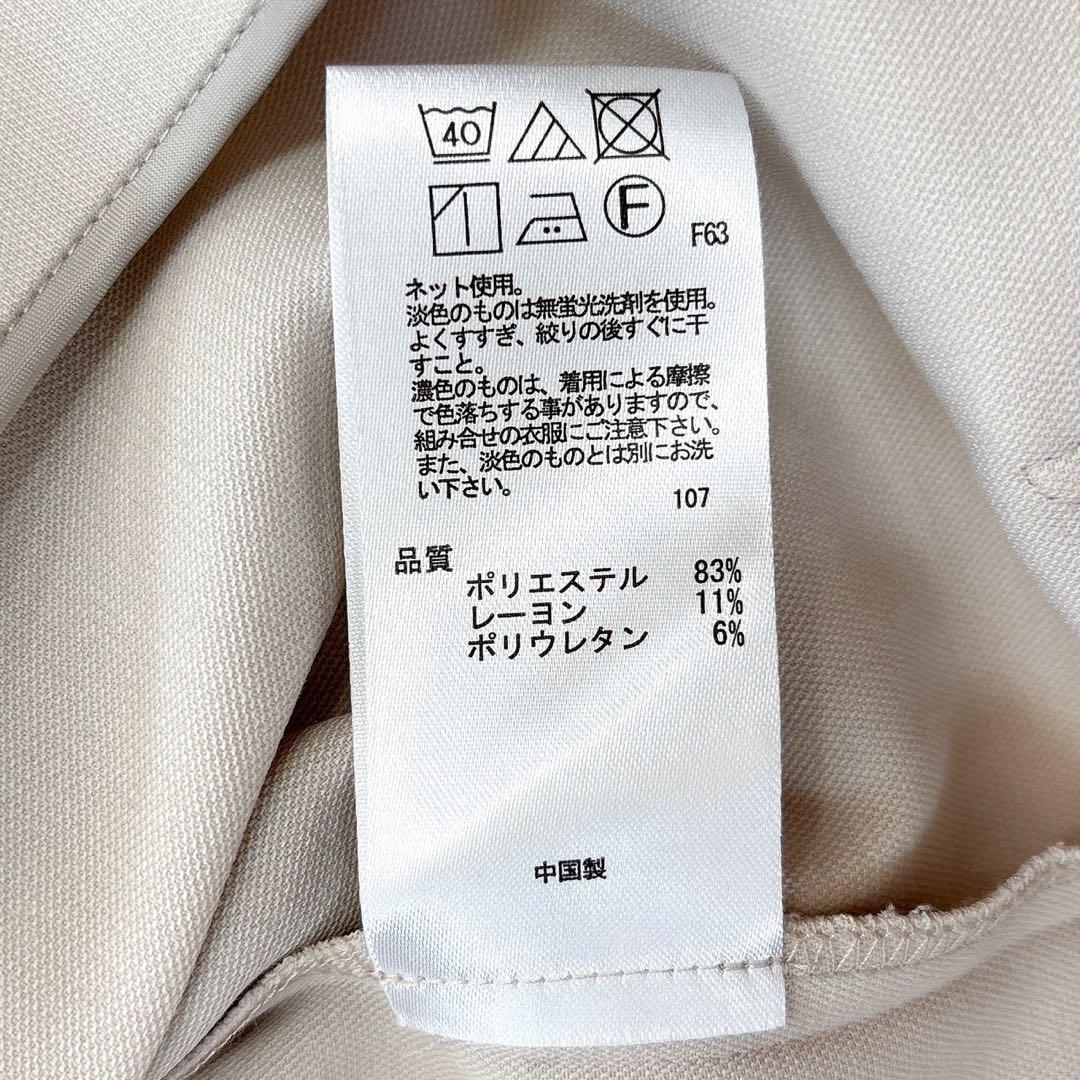 40
F
F63
ネット使用。
淡色のものは無蛍光洗剤を使用。
よくすすぎ、絞りの後すぐに干
すこと。
濃色のものは、着用による摩擦
で色落ちする事がありますので、
組み合せの衣服にご注意下さい。
また、淡色のものとは別にお洗
い下さい。
107
品質
ポリエステル 83%
レーヨン 11%
ポリウレタン 6%
中国製